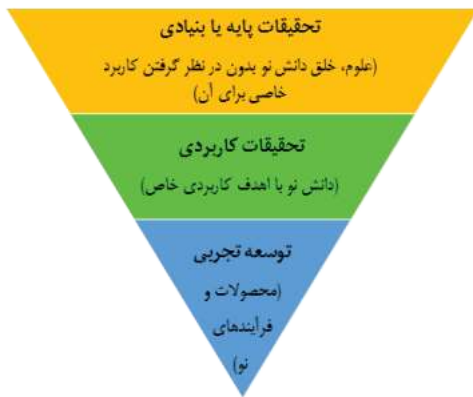 تحقیقات پایه یا بنیادی
(علوم، خلق دانش نو بدون در نظر گرفتن کاربرد
خاصی برای آن)
تحقیقات کاربردی
(دانش نو با اهدف کاربردی خاص)
توسعه تجربی
(محصولات و
فرآیندهای
نو)